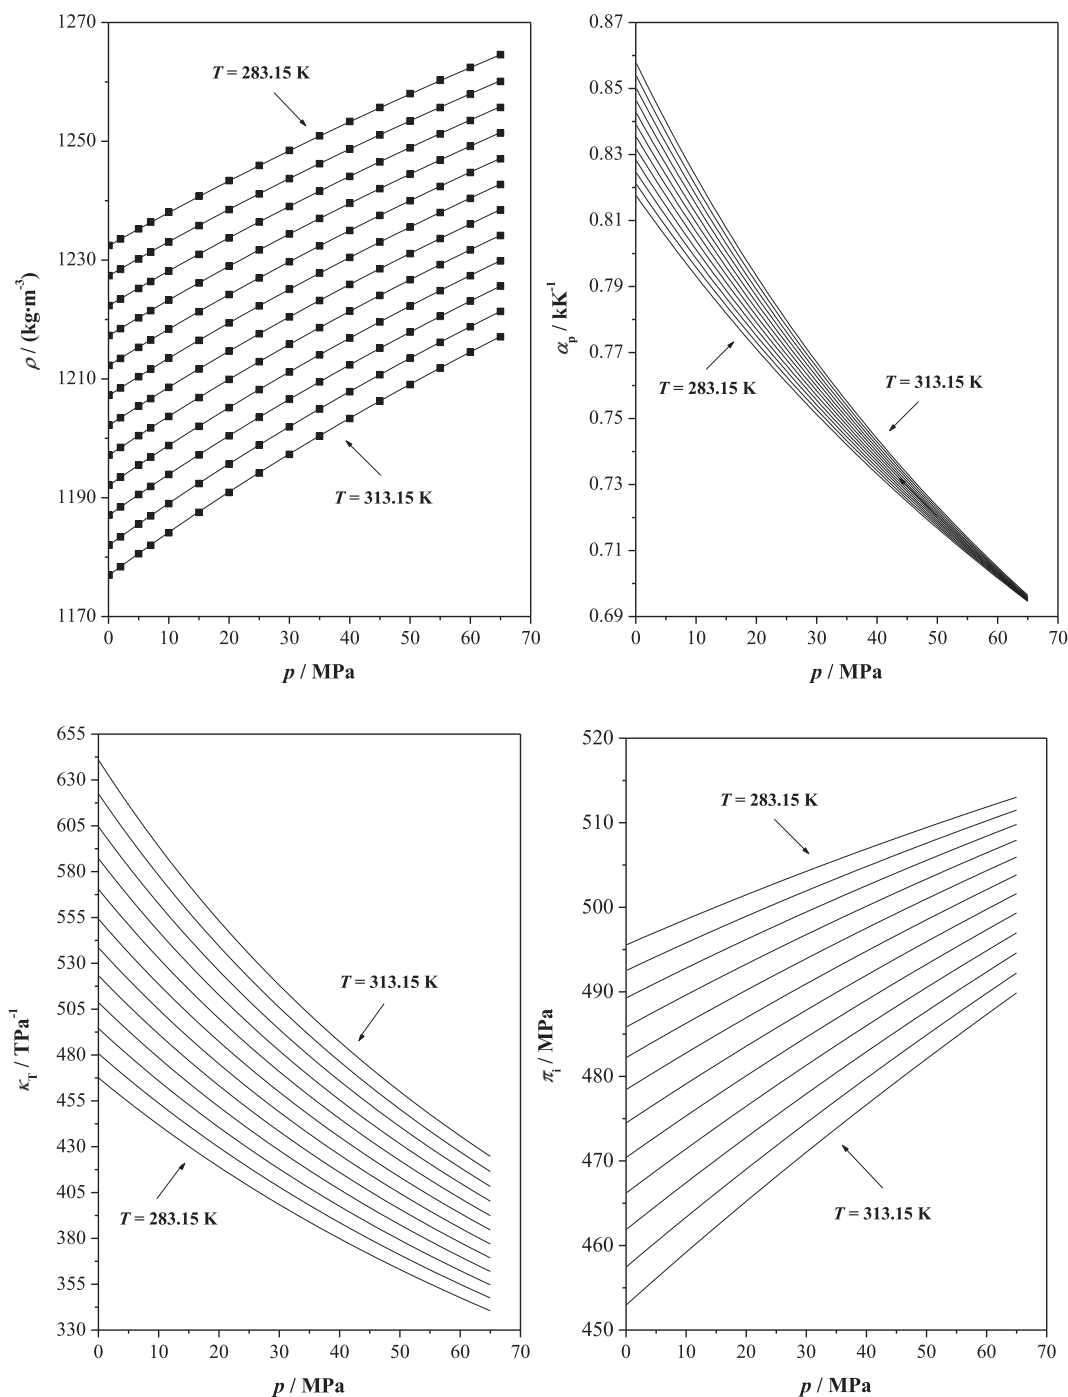 1270
1250
1230
1210
1190
1170
ρ / (kg·m⁻³)
T = 283.15 K
T = 313.15 K
0 10 20 30 40 50 60 70
p / MPa
0.87
0.85
0.83
0.81
0.79
0.77
0.75
0.73
0.71
0.69
αₚ / kK⁻¹
T = 283.15 K
T = 313.15 K
0 10 20 30 40 50 60 70
p / MPa
655
630
605
580
555
530
505
480
455
430
405
380
355
330
κ_T / TPa⁻¹
T = 313.15 K
T = 283.15 K
0 10 20 30 40 50 60 70
p / MPa
520
510
500
490
480
470
460
450
πᵢ / MPa
T = 283.15 K
T = 313.15 K
0 10 20 30 40 50 60 70
p / MPa